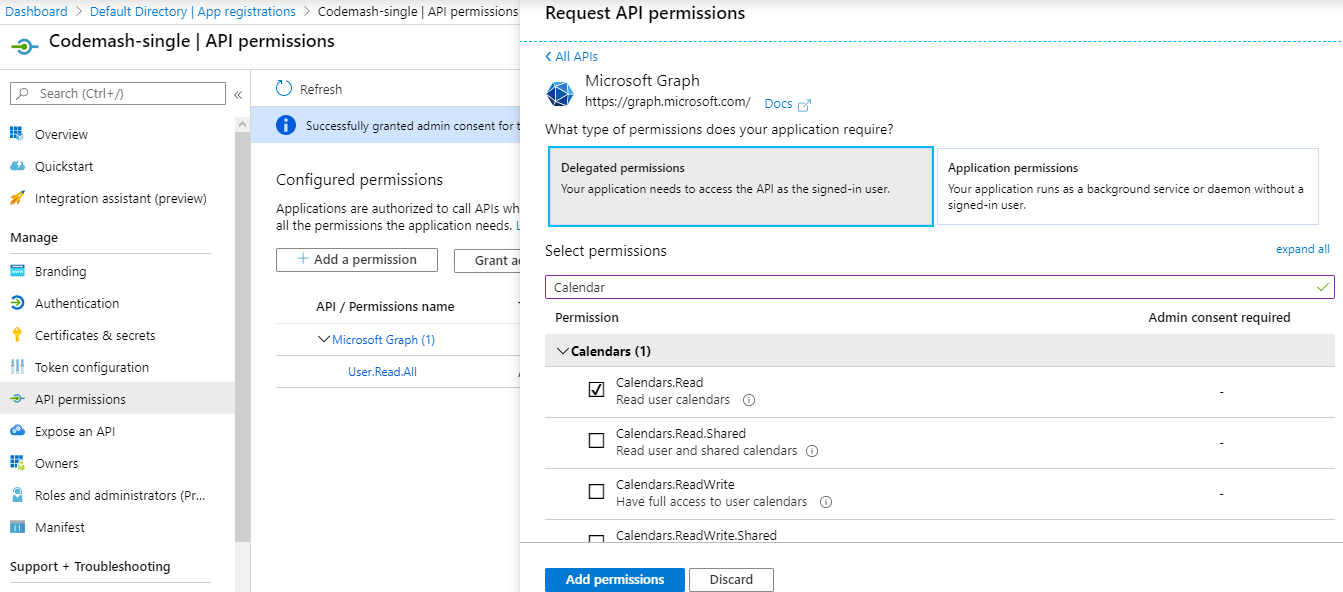 Dashboard > Default Directory | App registrations > Codemash-single | API permissions
Codemash-single | API permissions
Search (Ctrl+/)
«
Overview
Quickstart
Integration assistant (preview)
Manage
Branding
Authentication
Certificates & secrets
Token configuration
API permissions
Expose an API
Owners
Roles and administrators (Pr...
Manifest
Support + Troubleshooting
Refresh
Successfully granted admin consent for t
Configured permissions
Applications are authorized to call APIs wh
all the permissions the application needs. L
+ Add a permission
Grant a
API / Permissions name
Microsoft Graph (1)
User.Read.All
Request API permissions
All APIs
Microsoft Graph
https://graph.microsoft.com/ Docs
What type of permissions does your application require?
Delegated permissions
Your application needs to access the API as the signed-in user.
Application permissions
Your application runs as a background service or daemon without a
signed-in user.
Select permissions
expand all
Calendar
Permission
Admin consent required
Calendars (1)
Calendars.Read
Read user calendars
-
Calendars.Read.Shared
Read user and shared calendars
-
Calendars.ReadWrite
Have full access to user calendars
-
Calendars.ReadWrite.Shared
Add permissions
Discard